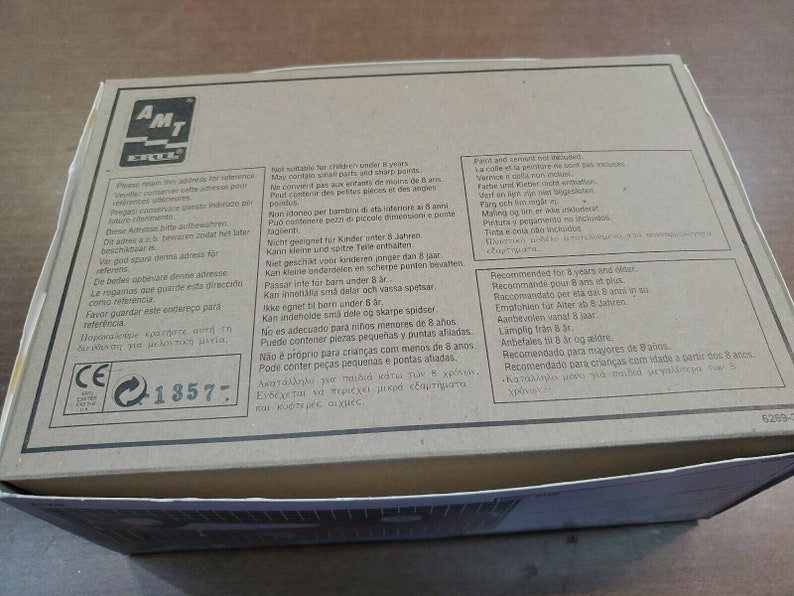 AMT
ERTL®
Please retain this address for reference.
Veuillez conserver cette adresse pour
références ultérieures.
Pregasi conservare questo indirizzo per
futuro riferimento.
Diese Adresse bitte aufbewahren.
Dit adres a.u.b. bewaren zodat het later
beschikbaar is.
Var god spara denna adress för
referens.
De bedes opbevare denne adresse.
Le rogamos que guarde esta dirección
como referencia.
Favor guardar este endereço para
referência.
Παρακαλούμε κρατήστε αυτή τη
διεύθυνση για μελοντική μνεία.
CE
1357-
Not suitable for children under 8 years.
May contain small parts and sharp points.
Ne convient pas aux enfants de moins de 8 ans.
Peut contenir des petites pièces et des angles
pointus.
Non idoneo per bambini di età inferiore ai 8 anni
Può contenere pezzi di piccole dimensioni e punte
taglienti.
Nicht geeignet für Kinder unter 8 Jahren.
Kann kleine und spitze Teile enthalten.
Niet geschikt voor kinderen jonger dan 8 jaar.
Kan kleine onderdelen en scherpe punten bevatten.
Passar inte for barn under 8 år.
Kan innehålla små delar och vassa spetsar.
Ikke egnet til børn under 8 år.
Kan indeholde små dele og skarpe spidser.
No es adecuado para niños menores de 8 años.
Puede contener piezas pequeñas y puntas afiladas.
Não é próprio para crianças com menos de 8 anos.
Pode conter peças pequenas e pontas afiadas.
Ακατάλληλο για παιδιά κάτω των 8 χρόνων.
Ενδέχεται να περιέχει μικρά εξαρτήματα
και κοφτερές αιχμές.
Paint and cement not included.
La colle et la peinture ne sont pas incluses.
Vernice e colla non inclusi.
Farbe und Kleber nicht enthalten.
Verf en lijm zijn niet bijgesloten.
Färg och lijm ingår ej.
Maling og lim er ikke inkluderet.
Pintura y pegamento no incluidos.
Tinta e cola não incluidos.
Πλαστικό μοντέλο αποτελούμενο από
εξαρτήματα.
Recommended for 8 years and older.
Recommandé pour 8 ans et plus.
Raccomandato per età dai 8 anni in su.
Empfohlen für Alter ab 8 Jahren.
Aanbevolen vanaf 8 jaar.
Lämplig från 8 år.
Anbetales til 8 år og ældre.
Recomendado para mayores de 8 años.
Recomendado para crianças com idade a partir dos 8 anos.
Κατάλληλο μόνο γιά παιδιά μεγαλύτερα των 8
χρόνων.
6269-